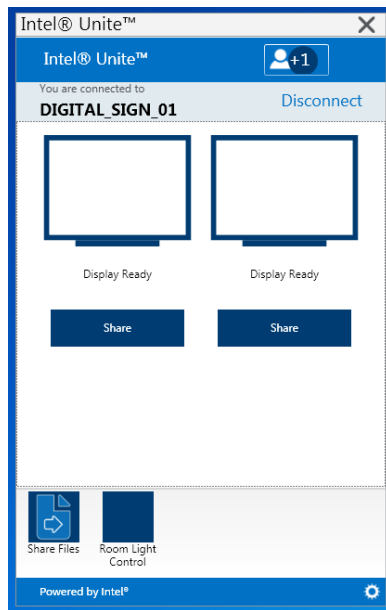 Intel® Unite™
Intel® Unite™
+1
You are connected to
DIGITAL_SIGN_01
Disconnect
Display Ready
Display Ready
Share
Share
Share Files
Room Light
Control
Powered by Intel®